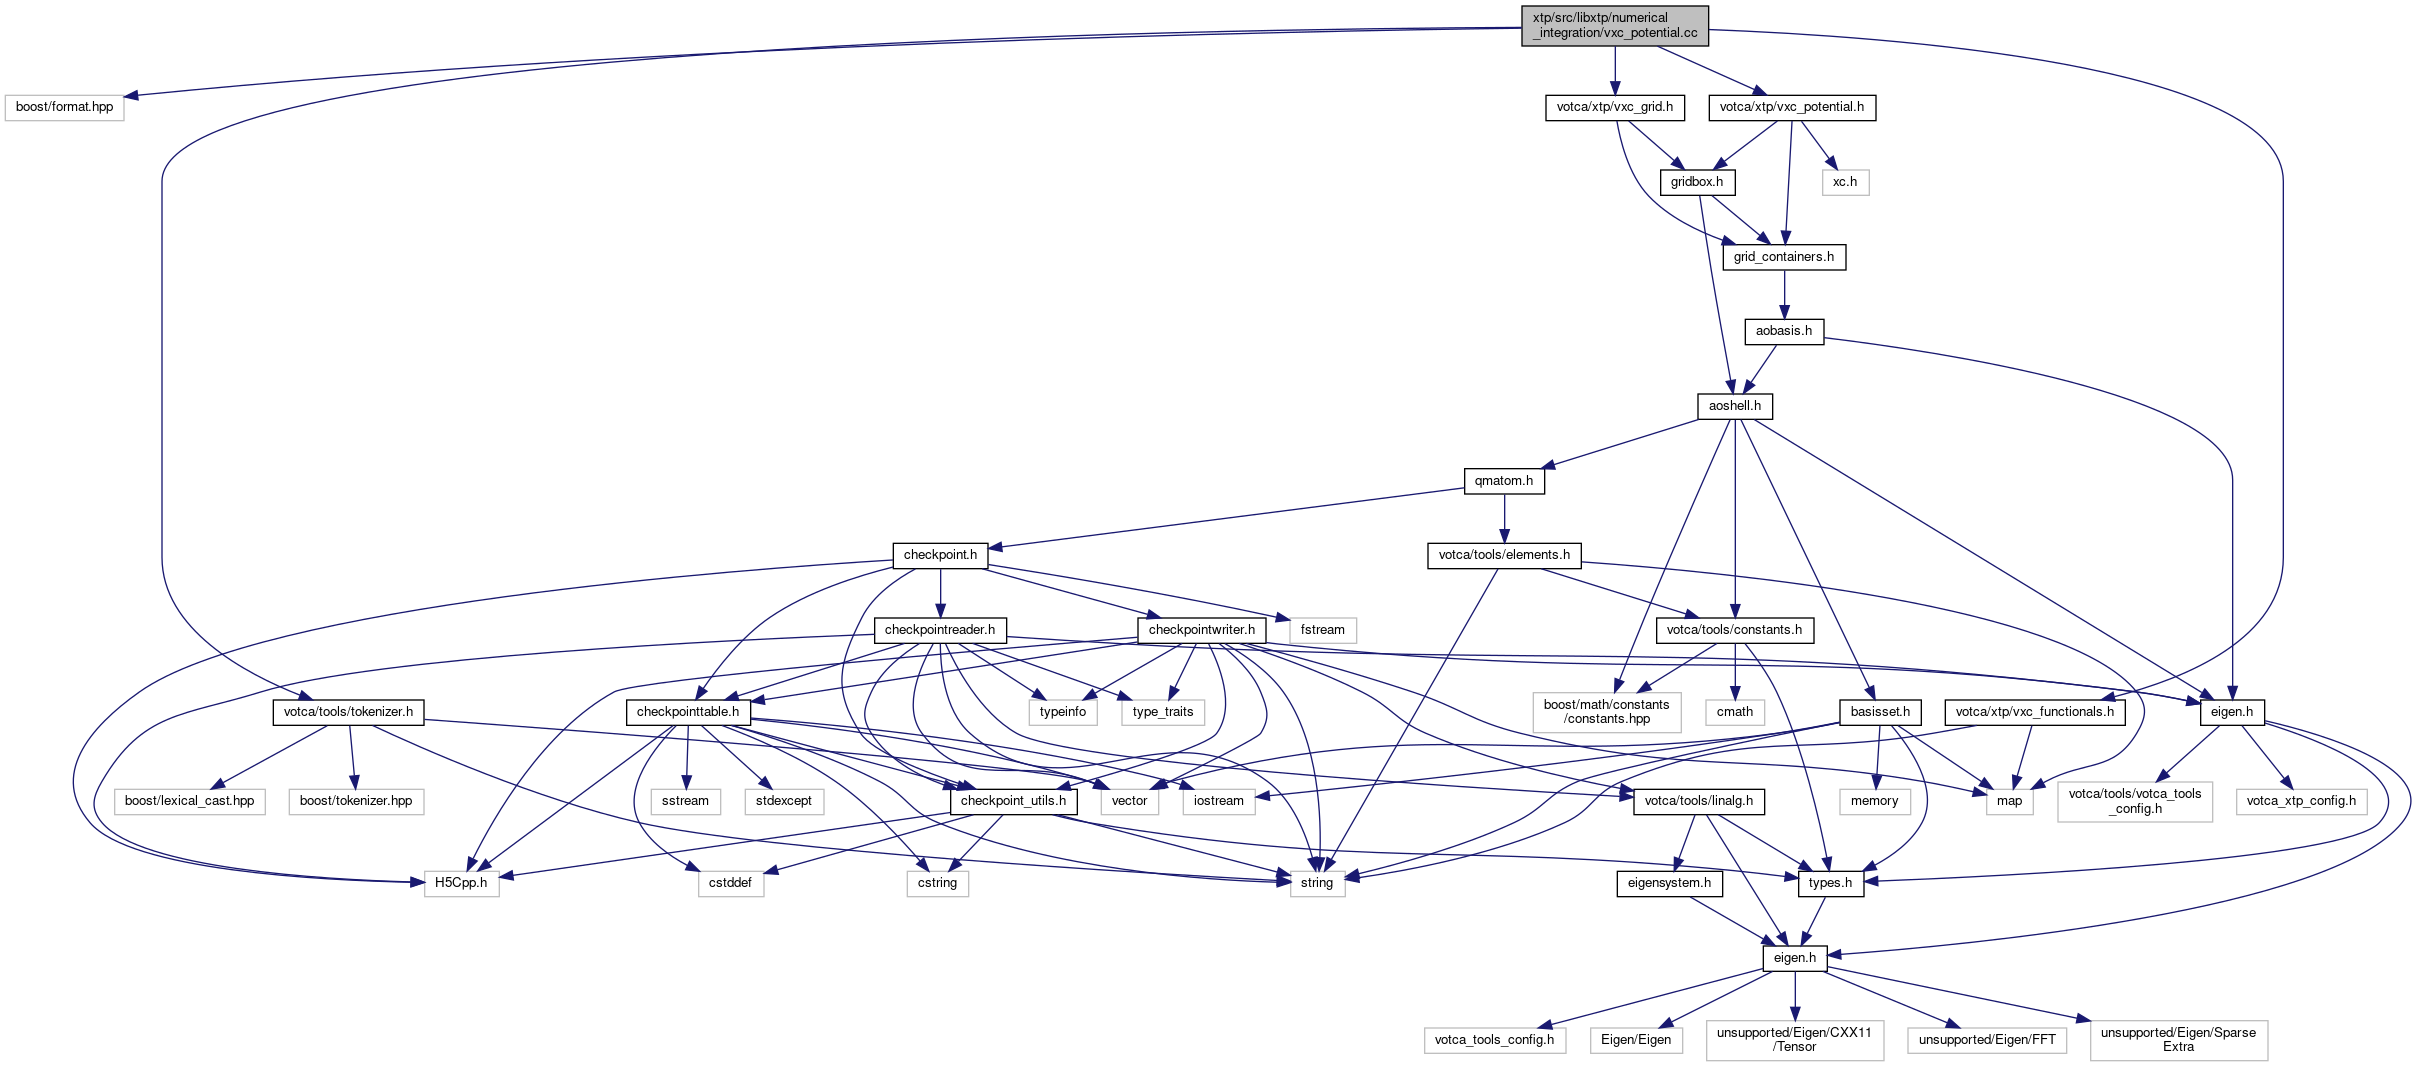 xtp/src/libxtp/numerical
_integration/vxc_potential.cc
boost/format.hpp
votca/xtp/vxc_grid.h
votca/xtp/vxc_potential.h
gridbox.h
xc.h
grid_containers.h
aobasis.h
aoshell.h
qmatom.h
checkpoint.h
votca/tools/elements.h
checkpointreader.h
checkpointwriter.h
fstream
votca/tools/constants.h
votca/tools/tokenizer.h
checkpointtable.h
typeinfo
type_traits
boost/math/constants
/constants.hpp
cmath
basisset.h
votca/xtp/vxc_functionals.h
eigen.h
boost/lexical_cast.hpp
boost/tokenizer.hpp
sstream
stdexcept
checkpoint_utils.h
vector
iostream
votca/tools/linalg.h
memory
map
votca/tools/votca_tools
_config.h
votca_xtp_config.h
H5Cpp.h
cstddef
cstring
string
eigensystem.h
types.h
eigen.h
votca_tools_config.h
Eigen/Eigen
unsupported/Eigen/CXX11
/Tensor
unsupported/Eigen/FFT
unsupported/Eigen/Sparse
Extra